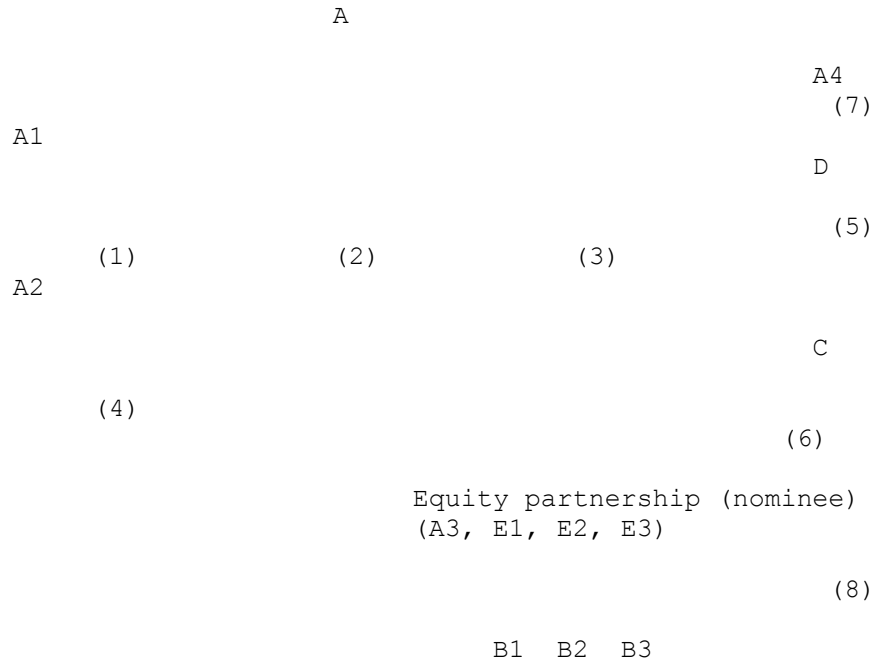 A
A4
(7)
A1
D
(5)
(1) (2) (3)
A2
C
(4)
(6)
Equity partnership (nominee)
(A3, E1, E2, E3)
(8)
B1 B2 B3